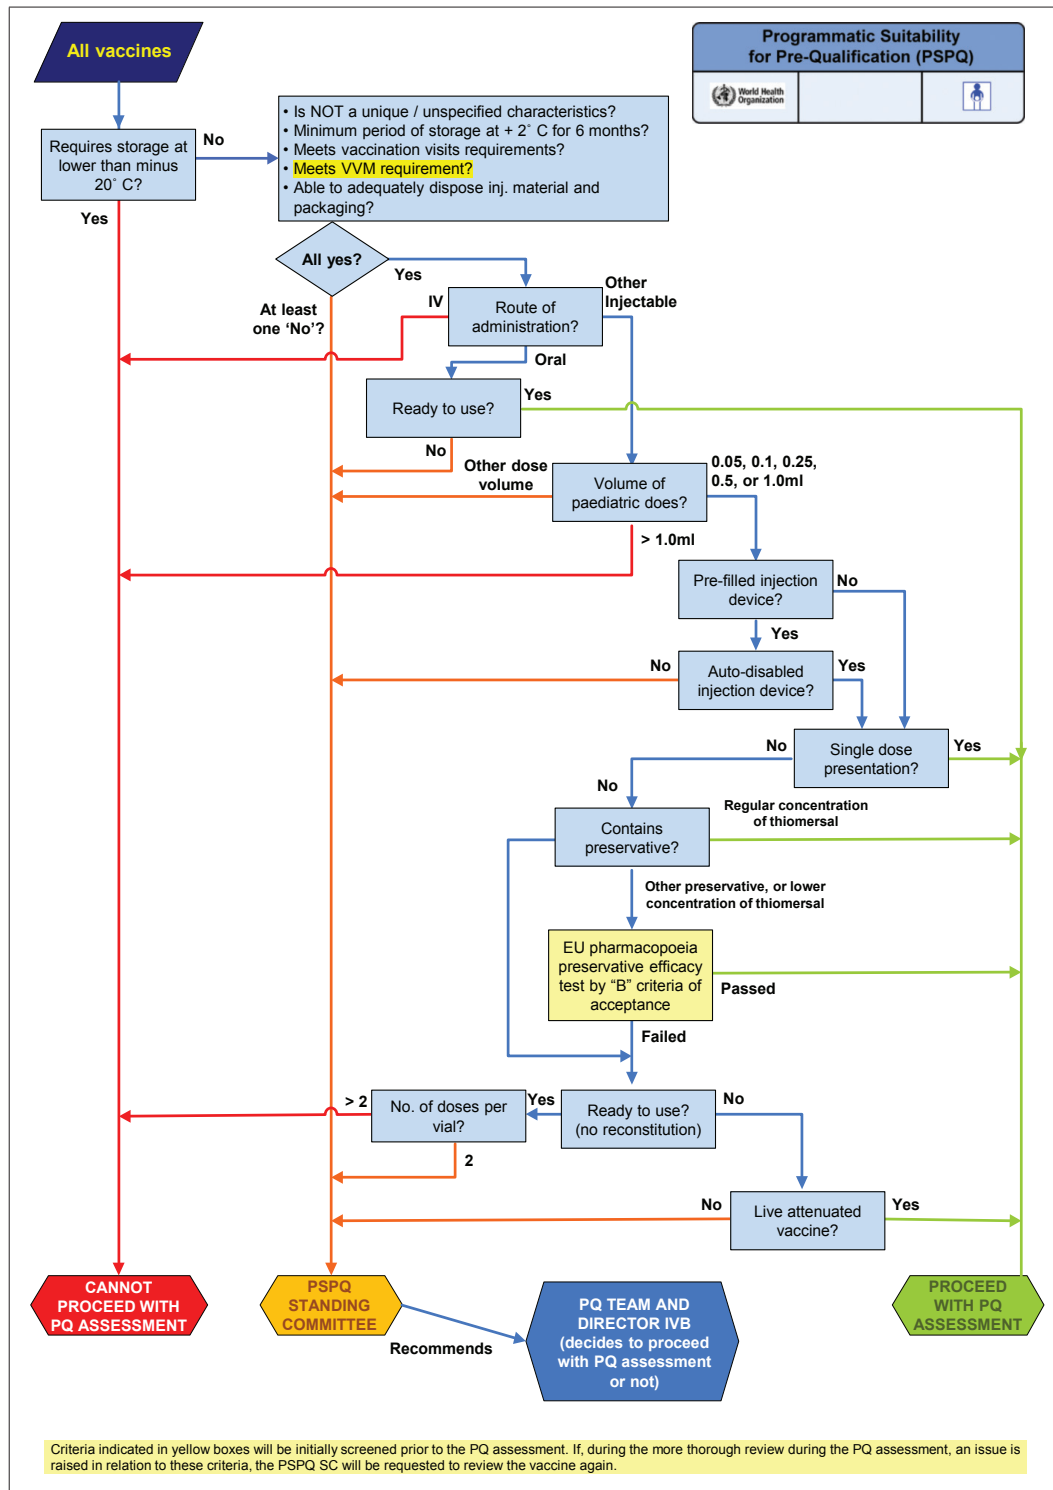 All vaccines
Programmatic Suitability
for Pre-Qualification (PSPQ)
World Health
Organization
Requires storage at
lower than minus
20˚ C?
No
Yes
• Is NOT a unique / unspecified characteristics?
• Minimum period of storage at + 2˚ C for 6 months?
• Meets vaccination visits requirements?
• Meets VVM requirement?
• Able to adequately dispose inj. material and
packaging?
All yes?
Yes
At least
one ‘No’?
IV
Route of
administration?
Other
Injectable
Oral
Ready to use?
Yes
No
Other dose
volume
Volume of
paediatric does?
0.05, 0.1, 0.25,
0.5, or 1.0ml
> 1.0ml
Pre-filled injection
device?
No
Yes
No
Auto-disabled
injection device?
Yes
No
Single dose
presentation?
Yes
No
Contains
preservative?
Regular concentration
of thiomersal
Other preservative, or lower
concentration of thiomersal
EU pharmacopoeia
preservative efficacy
test by “B” criteria of
acceptance
Passed
Failed
> 2
No. of doses per
vial?
Yes
Ready to use?
(no reconstitution)
No
2
No
Live attenuated
vaccine?
Yes
CANNOT
PROCEED WITH
PQ ASSESSMENT
PSPQ
STANDING
COMMITTEE
Recommends
PQ TEAM AND
DIRECTOR IVB
(decides to proceed
with PQ assessment
or not)
PROCEED
WITH PQ
ASSESSMENT
Criteria indicated in yellow boxes will be initially screened prior to the PQ assessment. If, during the more thorough review during the PQ assessment, an issue is
raised in relation to these criteria, the PSPQ SC will be requested to review the vaccine again.